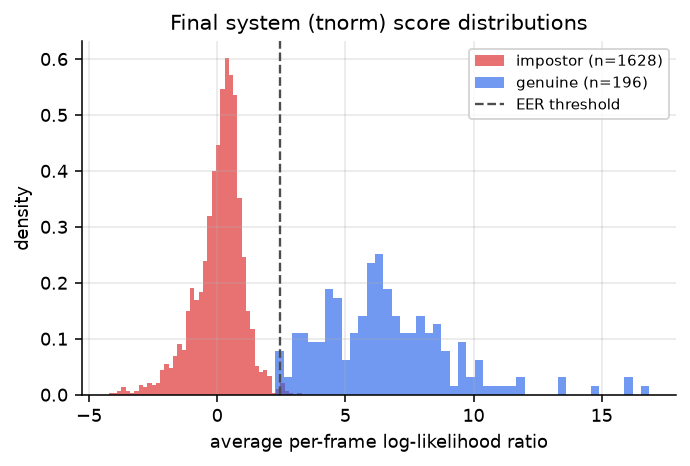 Final system (tnorm) score distributions
impostor (n=1628)
genuine (n=196)
EER threshold
density
0.6
0.5
0.4
0.3
0.2
0.1
0.0
−5
0
5
10
15
average per-frame log-likelihood ratio